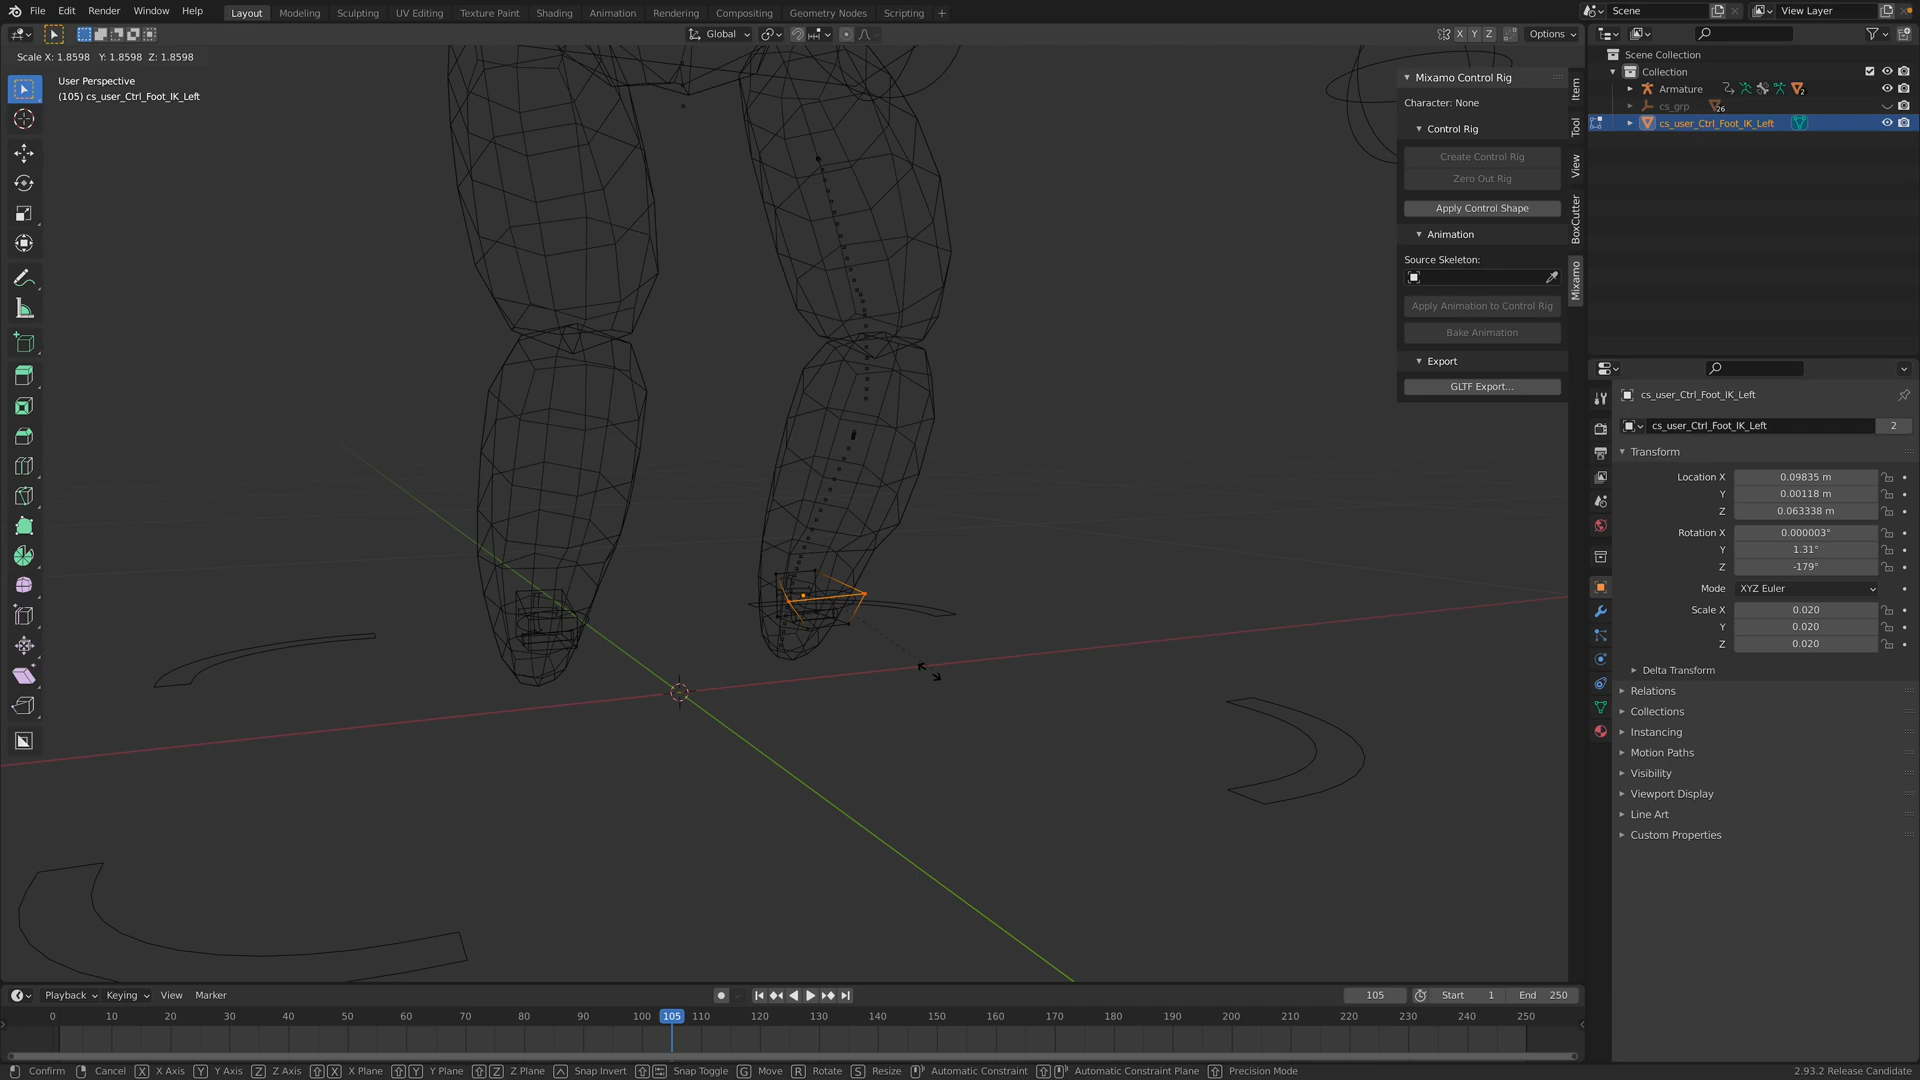 File Edit Render Window Help Layout Modeling Sculpting UV Editing Texture Paint Shading Animation Rendering Compositing Geometry Nodes Scripting + Scene View Layer
Global X Y Z Options
Scale X: 1.8598 Y: 1.8598 Z: 1.8598
User Perspective
(105) cs_user_Ctrl_Foot_IK_Left
Mixamo Control Rig
Character: None
Control Rig
Create Control Rig
Zero Out Rig
Apply Control Shape
Animation
Source Skeleton:
Apply Animation to Control Rig
Bake Animation
Export
GLTF Export...
Item
Tool
View
BoxCutter
Mixamo
Scene Collection
Collection
Armature 2
cs_grp 26
cs_user_Ctrl_Foot_IK_Left
cs_user_Ctrl_Foot_IK_Left
cs_user_Ctrl_Foot_IK_Left 2
Transform
Location X 0.09835 m
Y 0.00118 m
Z 0.063338 m
Rotation X 0.000003°
Y 1.31°
Z -179°
Mode XYZ Euler
Scale X 0.020
Y 0.020
Z 0.020
Delta Transform
Relations
Collections
Instancing
Motion Paths
Visibility
Viewport Display
Line Art
Custom Properties
Playback Keying View Marker 105 Start 1 End 250
0 10 20 30 40 50 60 70 80 90 100 105 110 120 130 140 150 160 170 180 190 200 210 220 230 240 250
Confirm Cancel X X Axis Y Y Axis Z Z Axis X X Plane Y Y Plane Z Z Plane Snap Invert Snap Toggle G Move R Rotate S Resize Automatic Constraint Automatic Constraint Plane Precision Mode 2.93.2 Release Candidate